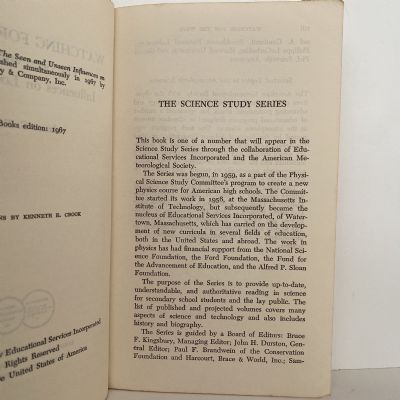 The Seen and Unseen Influences on
shed simultaneously in 1967 by
y & Company, Inc.
Books edition: 1967
NS BY KENNETH R. CROOK
Educational Services Incorporated
Rights Reserved
e United States of America
THE SCIENCE STUDY SERIES
This book is one of a number that will appear in the
Science Study Series through the collaboration of Edu-
cational Services Incorporated and the American Me-
teorological Society.
The Series was begun, in 1959, as a part of the Physi-
cal Science Study Committee's program to create a new
physics course for American high schools. The Commit-
tee started its work in 1956, at the Massachusetts In-
stitute of Technology, but subsequently became the
nucleus of Educational Services Incorporated, of Water-
town, Massachusetts, which has carried on the develop-
ment of new curricula in several fields of education,
both in the United States and abroad. The work in
physics has had financial support from the National Sci-
ence Foundation, the Ford Foundation, the Fund for
the Advancement of Education, and the Alfred P. Sloan
Foundation.
The purpose of the Series is to provide up-to-date,
understandable, and authoritative reading in science
for secondary school students and the lay public. The
list of published and projected volumes covers many
aspects of science and technology and also includes
history and biography.
The Series is guided by a Board of Editors: Bruce
F. Kingsbury, Managing Editor; John H. Durston, Gen-
eral Editor; Paul F. Brandwein of the Conservation
Foundation and Harcourt, Brace & World, Inc.; Sam-